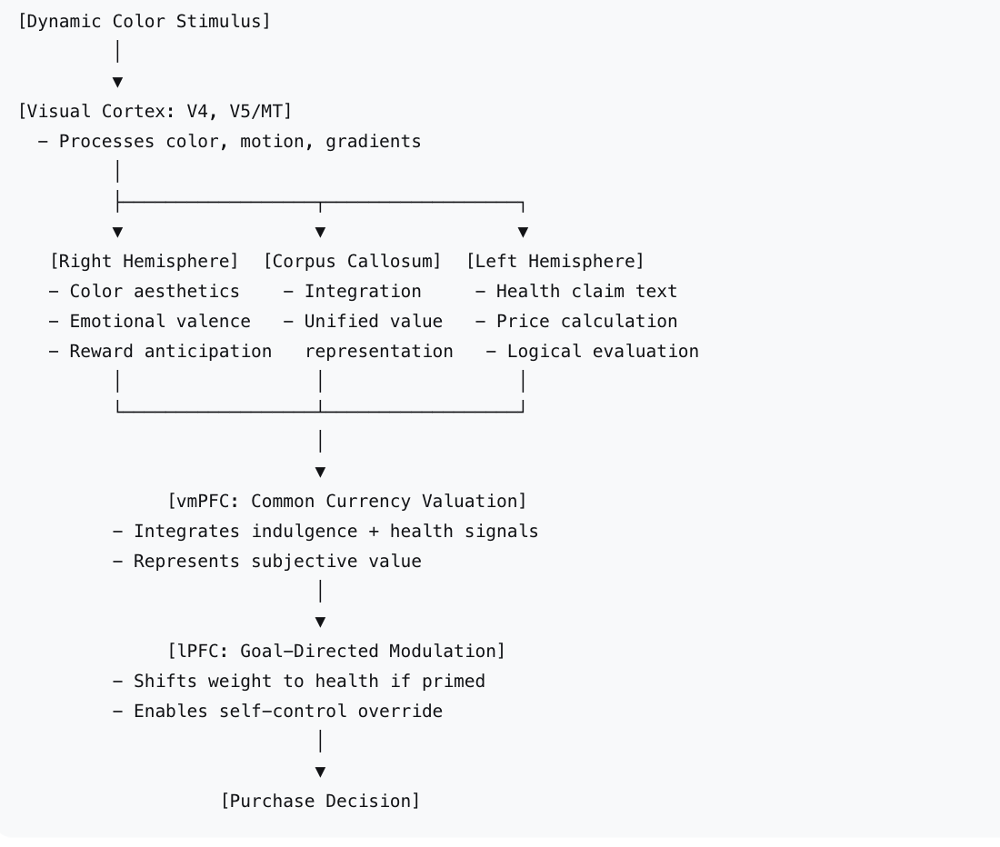 [Dynamic Color Stimulus]
[Visual Cortex: V4, V5/MT]
– Processes color, motion, gradients
[Right Hemisphere] [Corpus Callosum] [Left Hemisphere]
– Color aesthetics – Integration – Health claim text
– Emotional valence – Unified value – Price calculation
– Reward anticipation representation – Logical evaluation
[vmPFC: Common Currency Valuation]
– Integrates indulgence + health signals
– Represents subjective value
[lPFC: Goal–Directed Modulation]
– Shifts weight to health if primed
– Enables self–control override
[Purchase Decision]